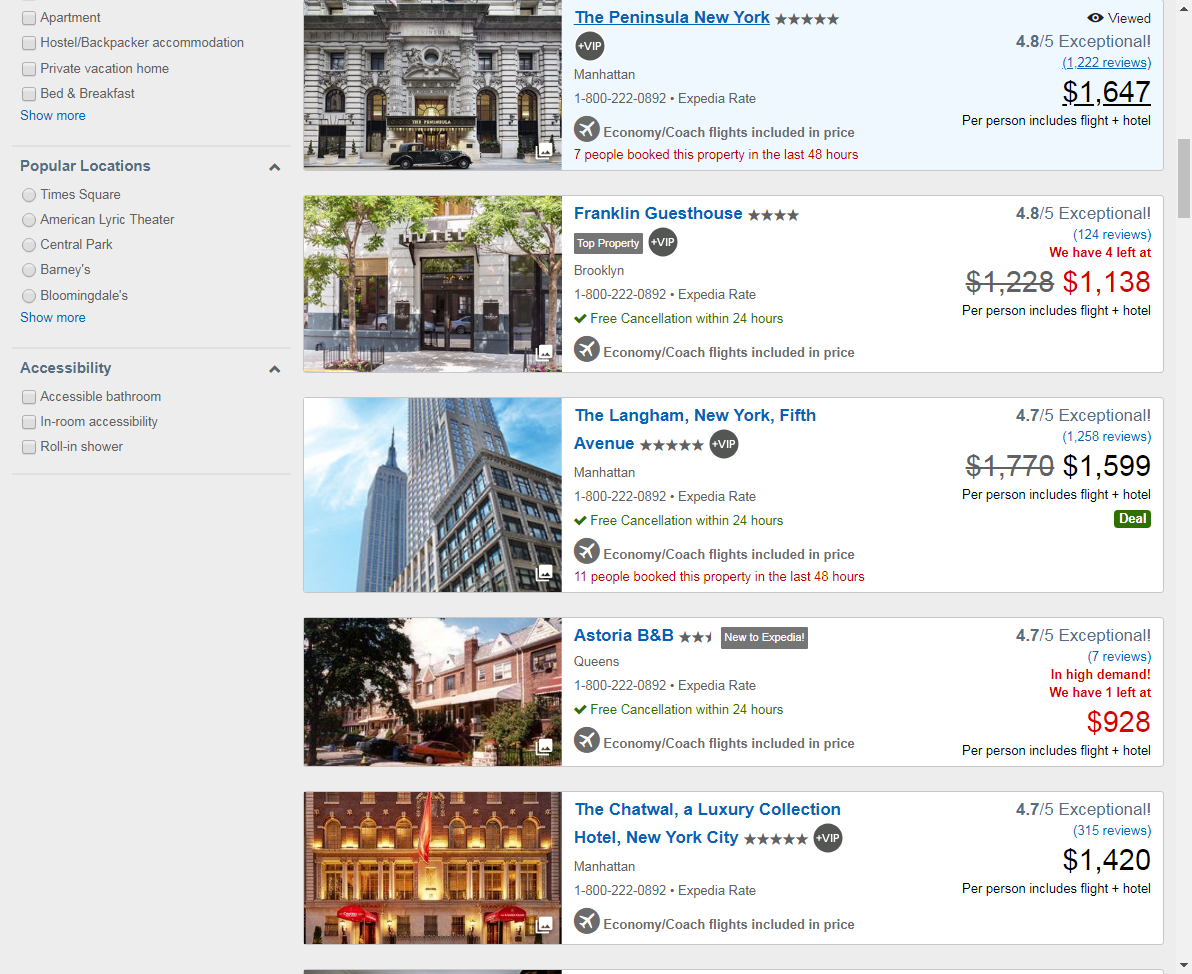 Apartment
Hostel/Backpacker accommodation
Private vacation home
Bed & Breakfast
Show more
Popular Locations
Times Square
American Lyric Theater
Central Park
Barney's
Bloomingdale's
Show more
Accessibility
Accessible bathroom
In-room accessibility
Roll-in shower
The Peninsula New York
+VIP
Manhattan
1-800-222-0892 • Expedia Rate
Economy/Coach flights included in price
7 people booked this property in the last 48 hours
Viewed
4.8/5 Exceptional!
(1,222 reviews)
$1,647
Per person includes flight + hotel
THE PENINSULA
Franklin Guesthouse
Top Property +VIP
Brooklyn
1-800-222-0892 • Expedia Rate
Free Cancellation within 24 hours
Economy/Coach flights included in price
4.8/5 Exceptional!
(124 reviews)
We have 4 left at
$1,228 $1,138
Per person includes flight + hotel
HOTEL
The Langham, New York, Fifth
Avenue +VIP
Manhattan
1-800-222-0892 • Expedia Rate
Free Cancellation within 24 hours
Economy/Coach flights included in price
11 people booked this property in the last 48 hours
4.7/5 Exceptional!
(1,258 reviews)
$1,770 $1,599
Per person includes flight + hotel
Deal
Astoria B&B New to Expedia!
Queens
1-800-222-0892 • Expedia Rate
Free Cancellation within 24 hours
Economy/Coach flights included in price
4.7/5 Exceptional!
(7 reviews)
In high demand!
We have 1 left at
$928
Per person includes flight + hotel
The Chatwal, a Luxury Collection
Hotel, New York City +VIP
Manhattan
1-800-222-0892 • Expedia Rate
Economy/Coach flights included in price
4.7/5 Exceptional!
(315 reviews)
$1,420
Per person includes flight + hotel